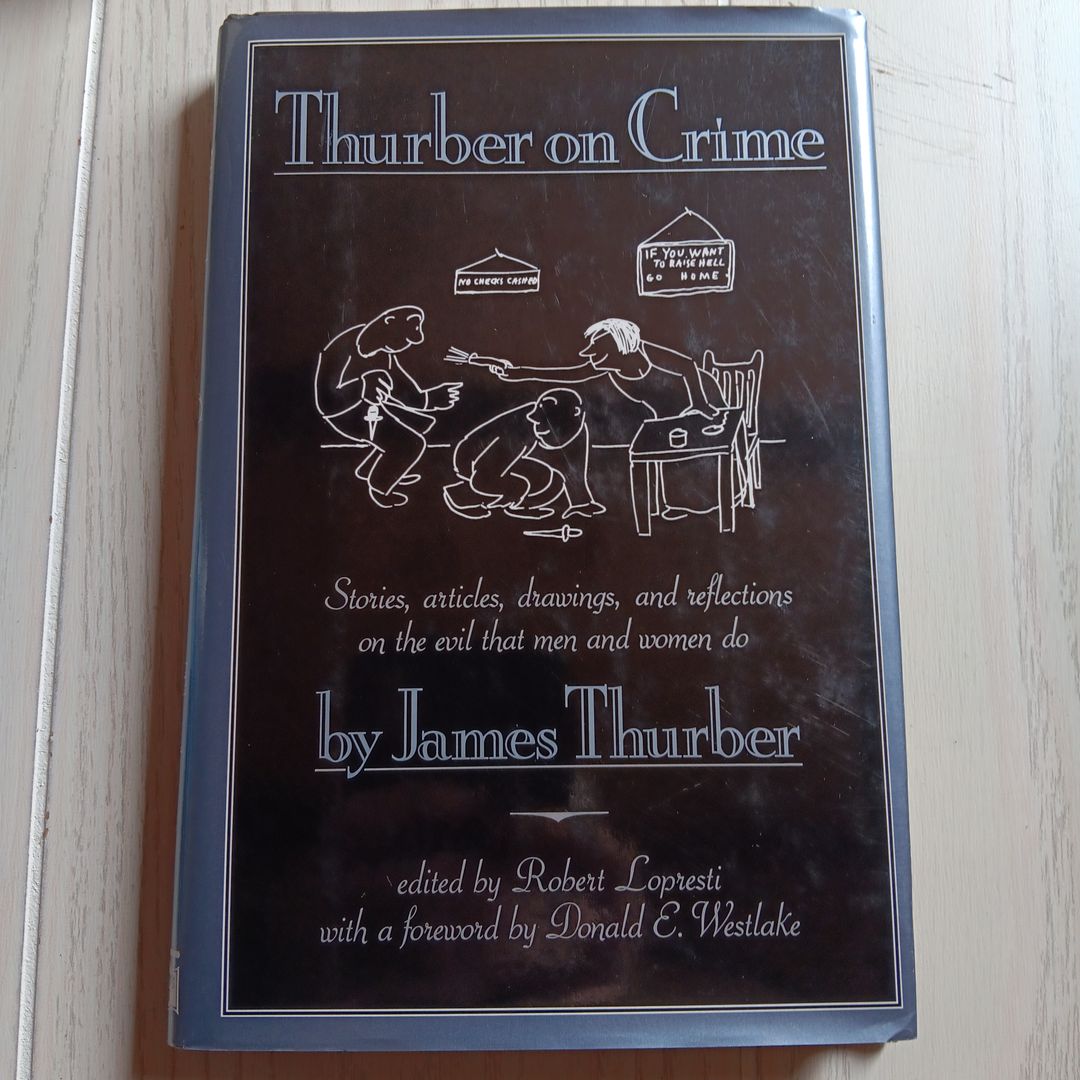 Thurber on Crime
NO CHECKS CASHED
IF YOU WANT
TO RAISE HELL
GO HOME
Stories, articles, drawings, and reflections
on the evil that men and women do
by James Thurber
edited by Robert Lopresti
with a foreword by Donald E. Westlake